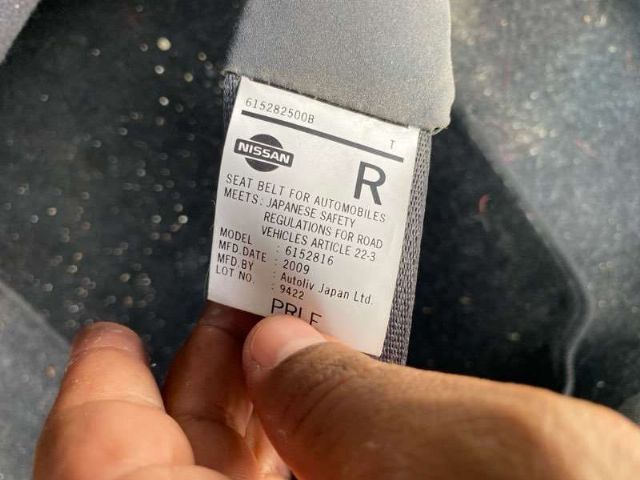 615282500B
T
NISSAN
R
SEAT BELT FOR AUTOMOBILES
MEETS: JAPANESE SAFETY
REGULATIONS FOR ROAD
VEHICLES ARTICLE 22-3
MODEL : 6152816
MFD.DATE : 2009
MFD.BY : Autoliv Japan Ltd.
LOT NO. : 9422